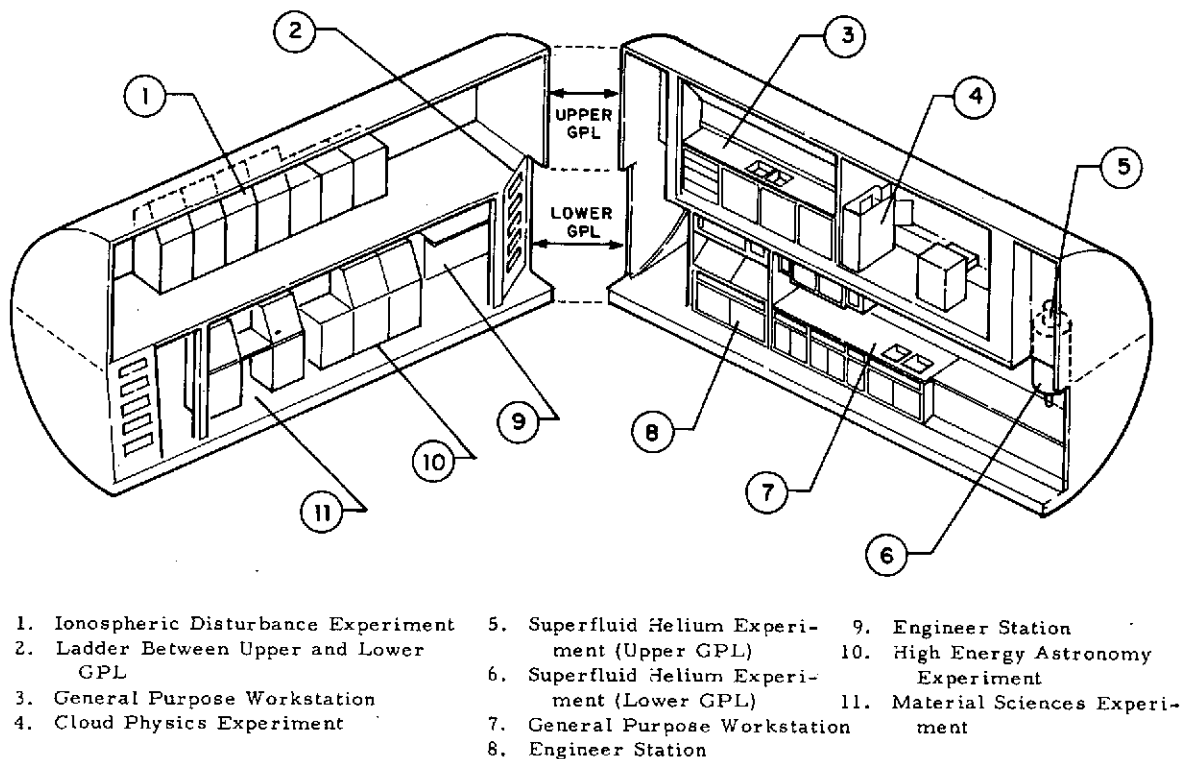 2
3
1
4
UPPER
GPL
5
LOWER
GPL
9
8
10
7
11
6
1. Ionospheric Disturbance Experiment
2. Ladder Between Upper and Lower
GPL
3. General Purpose Workstation
4. Cloud Physics Experiment
5. Superfluid Helium Experi-
ment (Upper GPL)
6. Superfluid Helium Experi-
ment (Lower GPL)
7. General Purpose Workstation
8. Engineer Station
9. Engineer Station
10. High Energy Astronomy
Experiment
11. Material Sciences Experi-
ment